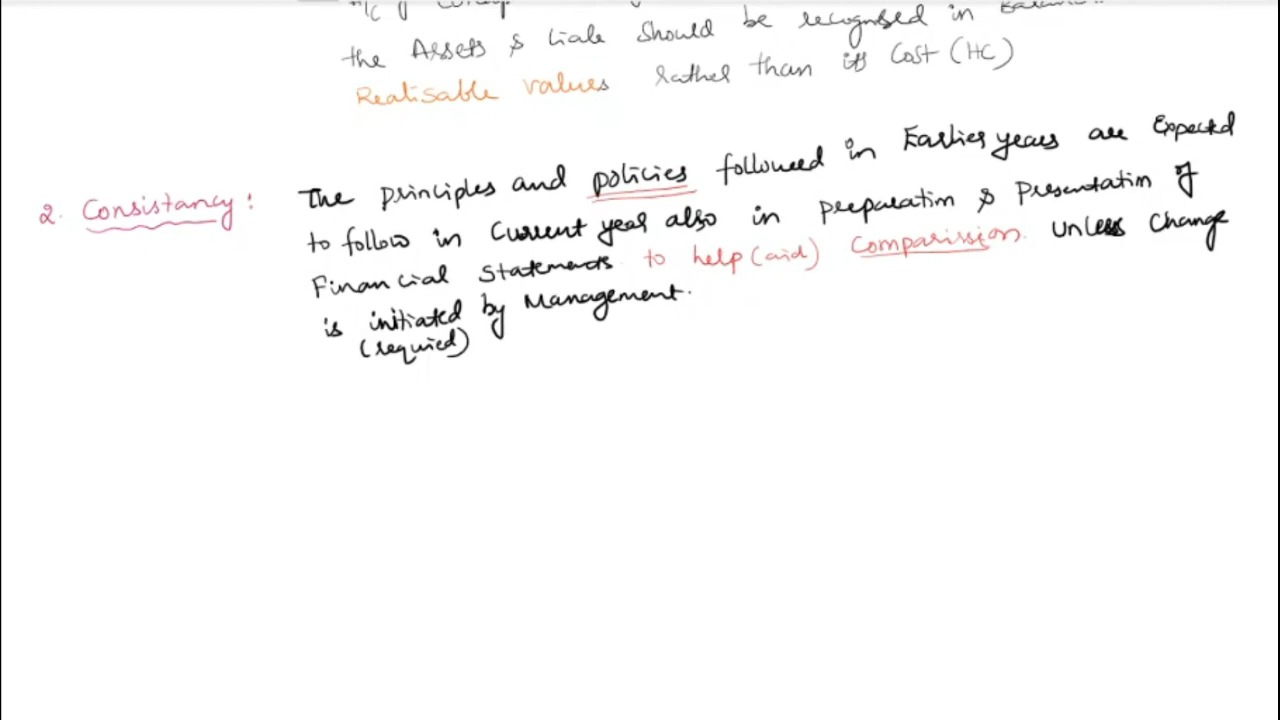 the Assets & Liab should be recognised in
Realisable values rather than its Cost (HC)
2. Consistancy: The principles and policies followed in Earlier years are Expected
to follow in Current year also in preparation & Presentation of
Financial Statements to help (aid) Comparission. Unless Change
is initiated by Management.
(required)